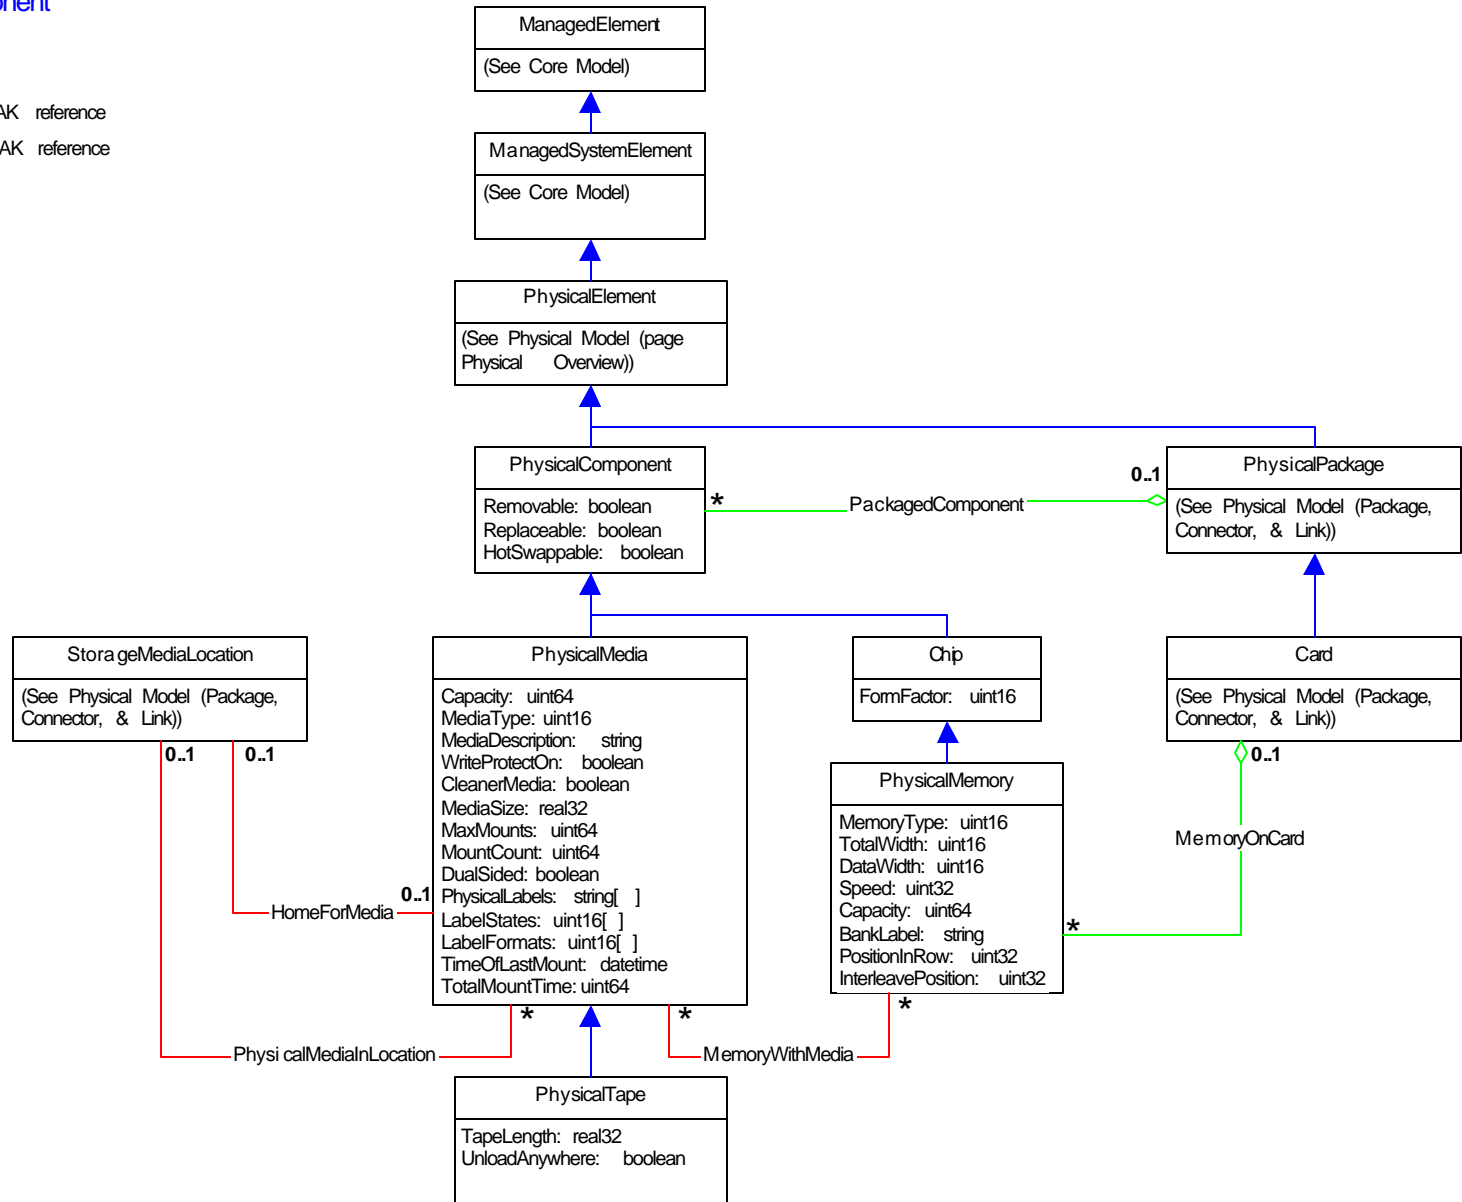 onent
AK reference
AK reference
ManagedElement
(See Core Model)
ManagedSystemElement
(See Core Model)
PhysicalElement
(See Physical Model (page
Physical Overview))
PhysicalComponent
Removable: boolean
Replaceable: boolean
HotSwappable: boolean
*
PackagedComponent
0..1
PhysicalPackage
(See Physical Model (Package,
Connector, & Link))
StorageMediaLocation
(See Physical Model (Package,
Connector, & Link))
0..1
0..1
PhysicalMedia
Capacity: uint64
MediaType: uint16
MediaDescription: string
WriteProtectOn: boolean
CleanerMedia: boolean
MediaSize: real32
MaxMounts: uint64
MountCount: uint64
DualSided: boolean
PhysicalLabels: string[ ]
LabelStates: uint16[ ]
LabelFormats: uint16[ ]
TimeOfLastMount: datetime
TotalMountTime: uint64
0..1
HomeForMedia
Chip
FormFactor: uint16
PhysicalMemory
MemoryType: uint16
TotalWidth: uint16
DataWidth: uint16
Speed: uint32
Capacity: uint64
BankLabel: string
PositionInRow: uint32
InterleavePosition: uint32
Card
(See Physical Model (Package,
Connector, & Link))
0..1
MemoryOnCard
*
*
*
*
PhysicalMediaInLocation
MemoryWithMedia
PhysicalTape
TapeLength: real32
UnloadAnywhere: boolean